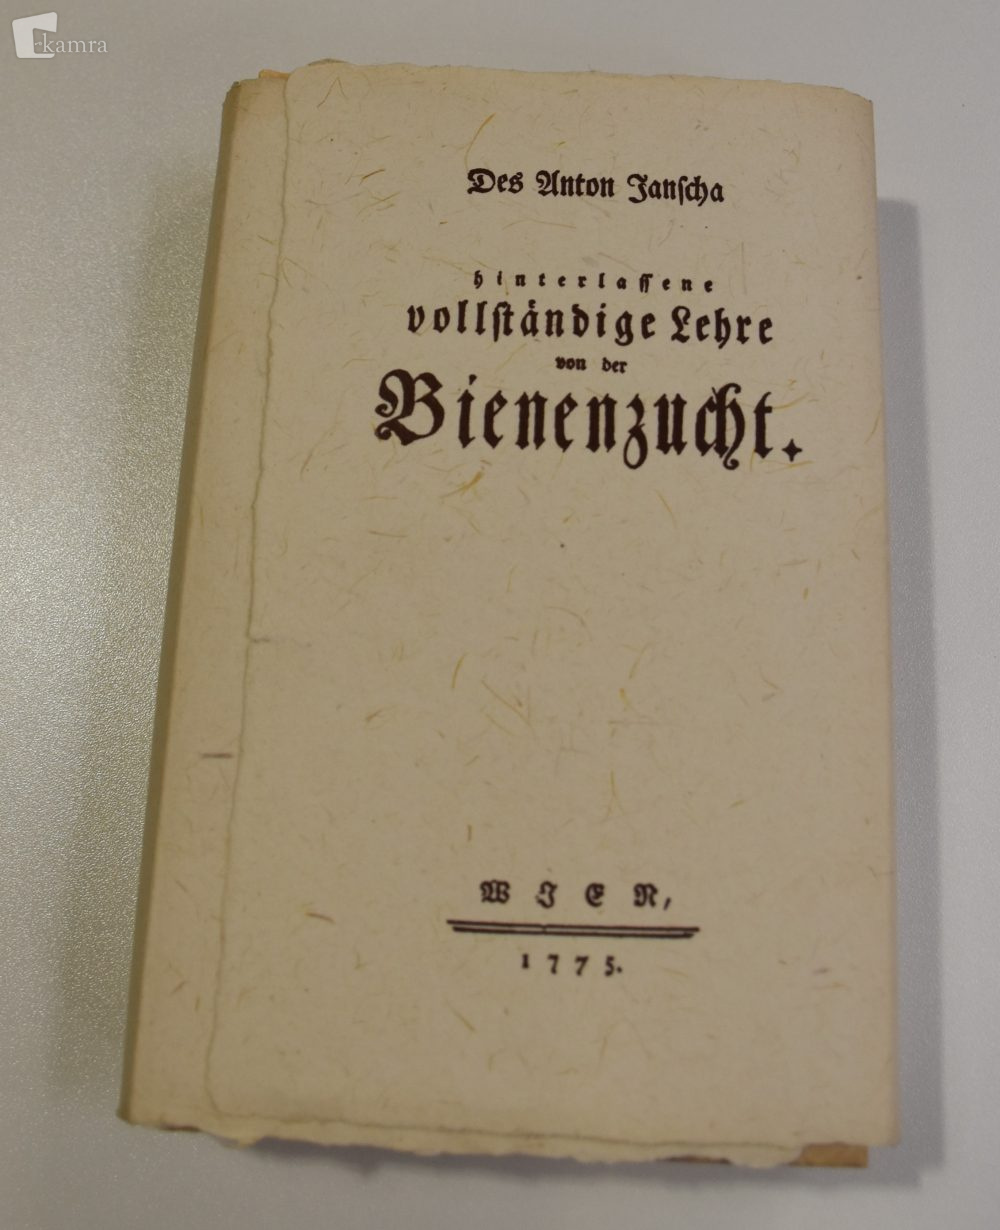 kamra
Des Anton Janſcha
hinterlaſſene
vollſtändige Lehre
von der
Bienenzucht.
WIEN,
1775.